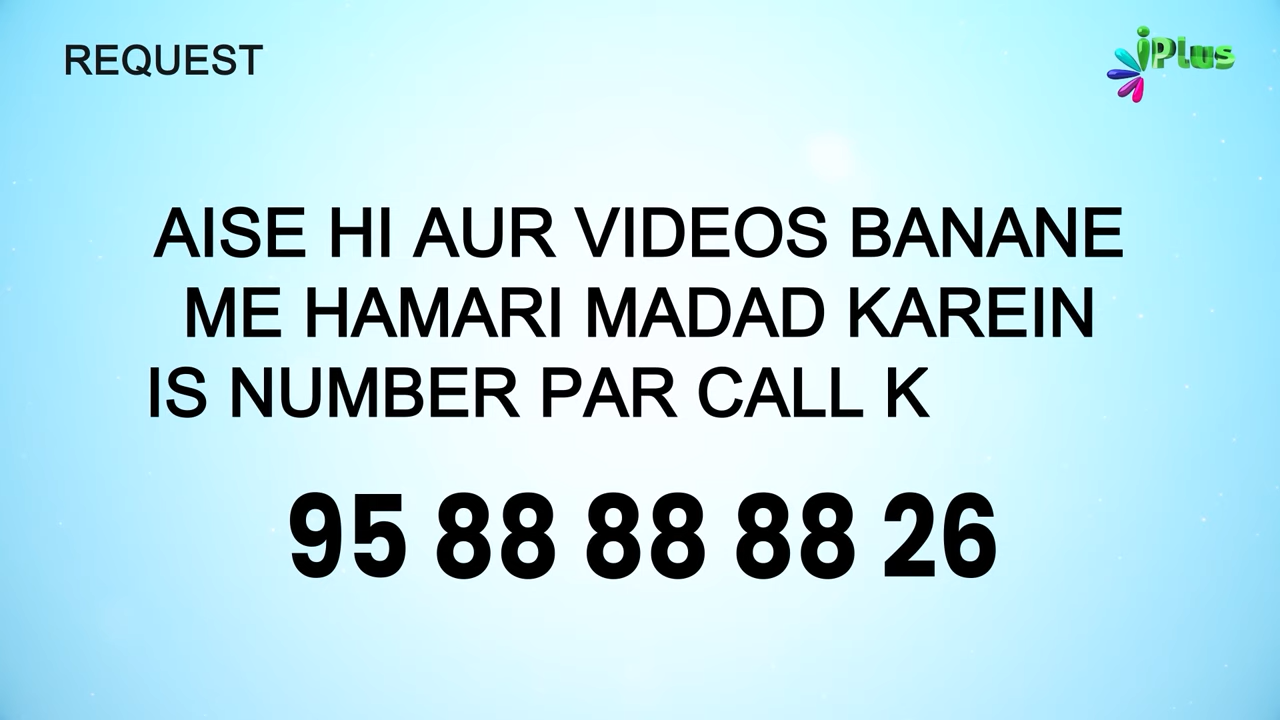 REQUEST
iPlus
AISE HI AUR VIDEOS BANANE
ME HAMARI MADAD KAREIN
IS NUMBER PAR CALL K
95 88 88 88 26